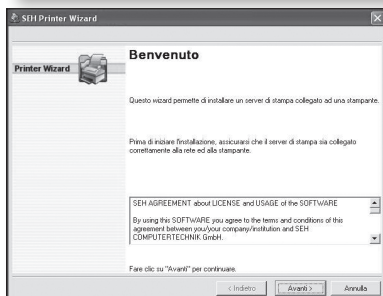 SEH Printer Wizard
Printer Wizard
Benvenuto
Questo wizard permette di installare un server di stampa collegato ad una stampante.
Prima di iniziare l'installazione, assicurarsi che il server di stampa sia collegato
correttamente alla rete ed alla stampante.
SEH AGREEMENT about LICENSE and USAGE of the SOFTWARE
By using this SOFTWARE you agree to the terms and conditions of this
agreement between you/your company/institution and SEH
COMPUTERTECHNIK GmbH.
Fare clic su "Avanti" per continuare.
< Indietro
Avanti >
Annulla